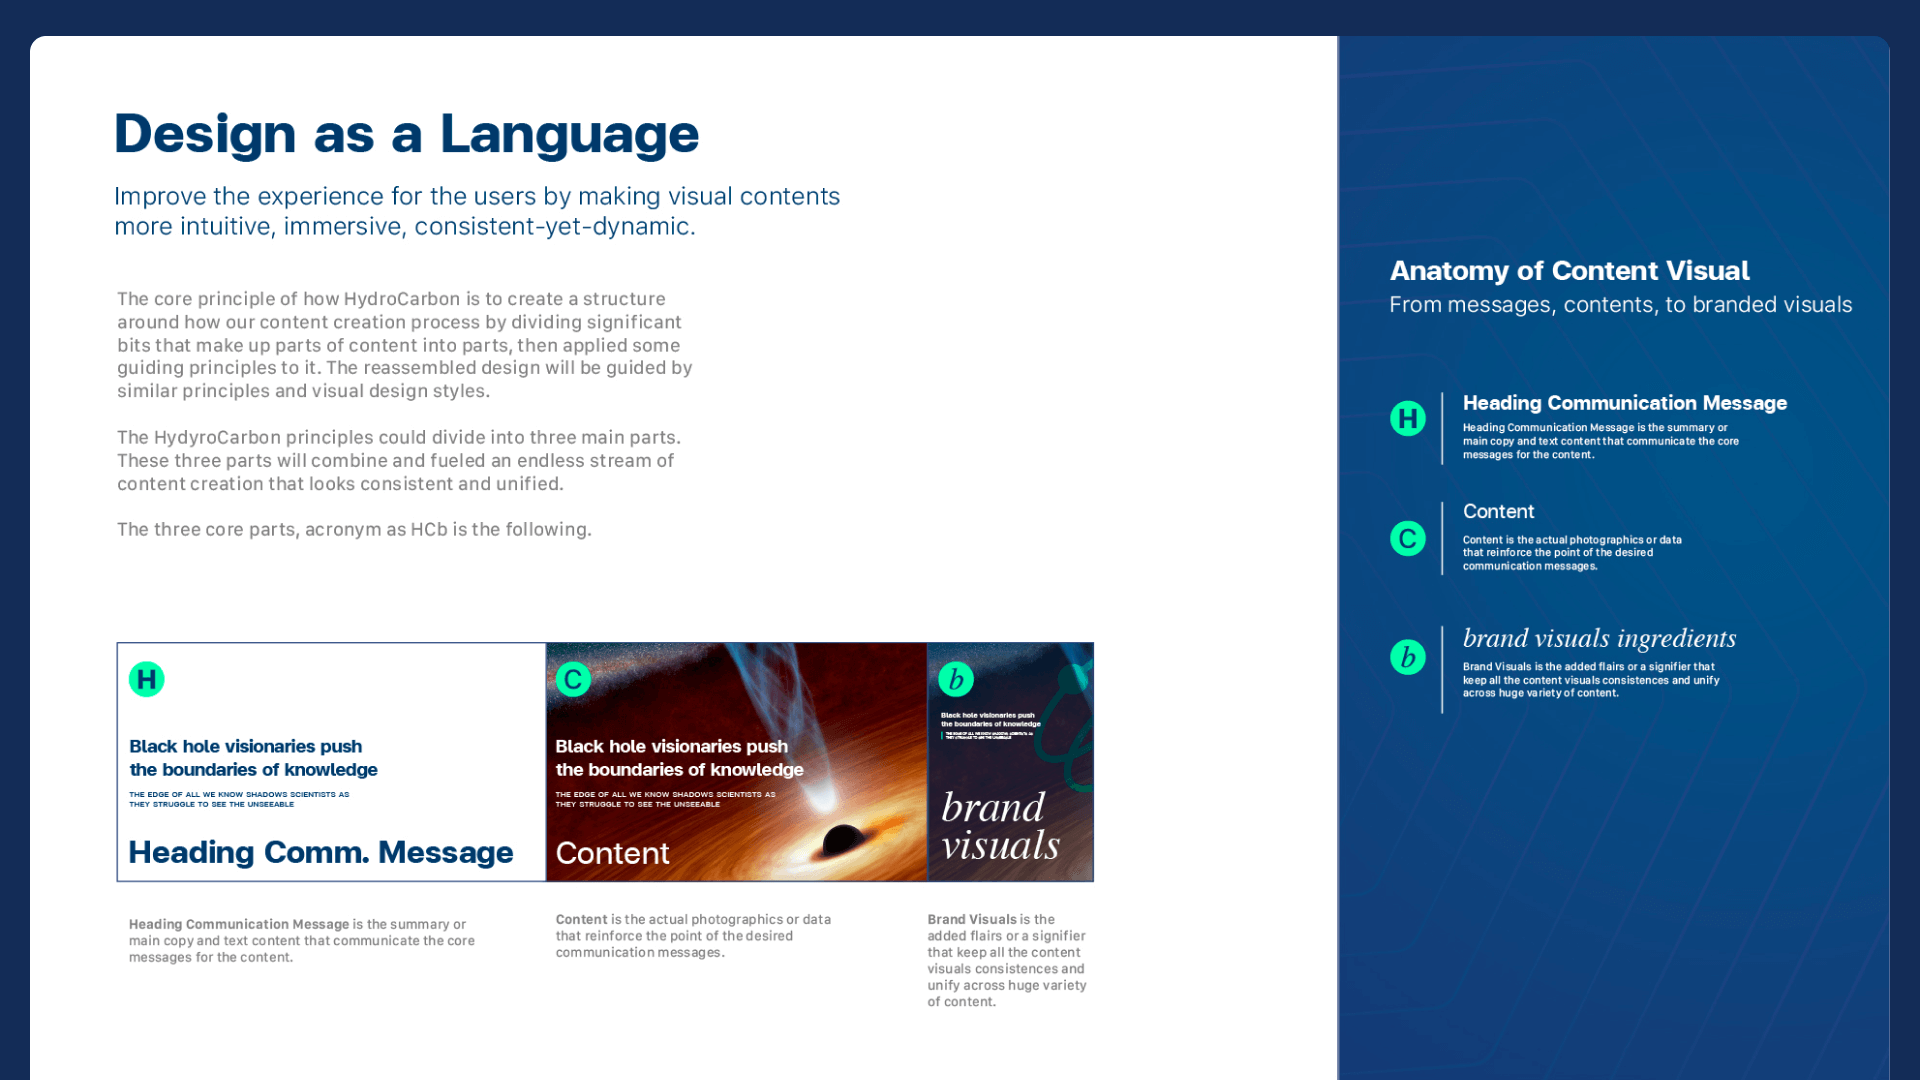 Design as a Language
Improve the experience for the users by making visual contents
more intuitive, immersive, consistent-yet-dynamic.
The core principle of how HydroCarbon is to create a structure
around how our content creation process by dividing significant
bits that make up parts of content into parts, then applied some
guiding principles to it. The reassembled design will be guided by
similar principles and visual design styles.
The HydyroCarbon principles could divide into three main parts.
These three parts will combine and fueled an endless stream of
content creation that looks consistent and unified.
The three core parts, acronym as HCb is the following.
H
Black hole visionaries push
the boundaries of knowledge
THE EDGE OF ALL WE KNOW SHADOWS SCIENTISTS AS
THEY STRUGGLE TO SEE THE UNSEEABLE
Heading Comm. Message
C
Black hole visionaries push
the boundaries of knowledge
THE EDGE OF ALL WE KNOW SHADOWS SCIENTISTS AS
THEY STRUGGLE TO SEE THE UNSEEABLE
Content
b
Black hole visionaries push
the boundaries of knowledge
THE EDGE OF ALL WE KNOW SHADOWS SCIENTISTS AS
THEY STRUGGLE TO SEE THE UNSEEABLE
brand
visuals
Heading Communication Message is the summary or
main copy and text content that communicate the core
messages for the content.
Content is the actual photographics or data
that reinforce the point of the desired
communication messages.
Brand Visuals is the
added flairs or a signifier
that keep all the content
visuals consistences and
unify across huge variety
of content.
Anatomy of Content Visual
From messages, contents, to branded visuals
H
Heading Communication Message
Heading Communication Message is the summary or
main copy and text content that communicate the core
messages for the content.
C
Content
Content is the actual photographics or data
that reinforce the point of the desired
communication messages.
b
brand visuals ingredients
Brand Visuals is the added flairs or a signifier that
keep all the content visuals consistences and unify
across huge variety of content.